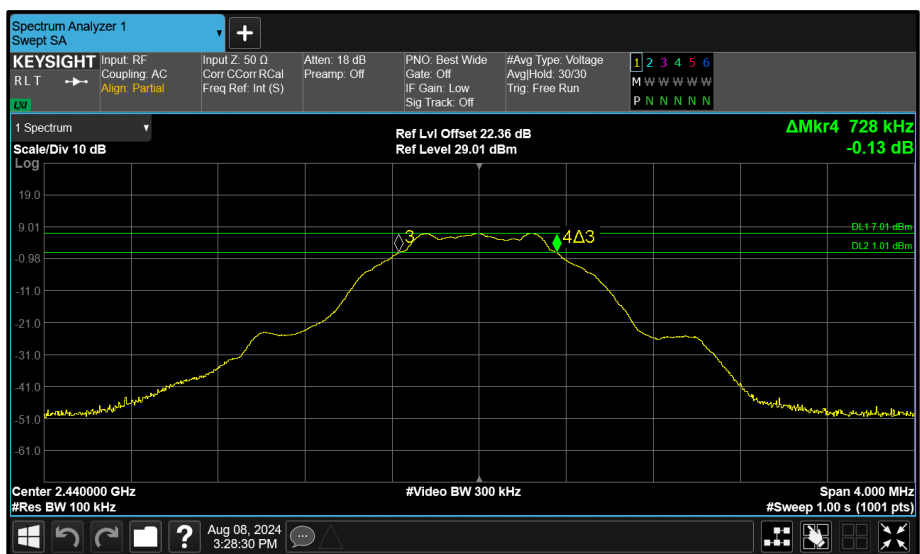 Spectrum Analyzer 1
Swept SA
KEYSIGHT
RLT
LXI
Input: RF
Coupling: AC
Align: Partial
Input Z: 50 Ω
Corr CCorr RCal
Freq Ref: Int (S)
Atten: 18 dB
Preamp: Off
PNO: Best Wide
Gate: Off
IF Gain: Low
Sig Track: Off
#Avg Type: Voltage
Avg|Hold: 30/30
Trig: Free Run
1 2 3 4 5 6
M W W W W W
P N N N N N
1 Spectrum
Scale/Div 10 dB
Log
Ref Lvl Offset 22.36 dB
Ref Level 29.01 dBm
ΔMkr4 728 kHz
-0.13 dB
19.0
9.01
-0.98
-11.0
-21.0
-31.0
-41.0
-51.0
-61.0
3
4Δ3
DL1 7.01 dBm
DL2 1.01 dBm
Center 2.440000 GHz
#Res BW 100 kHz
#Video BW 300 kHz
Span 4.000 MHz
#Sweep 1.00 s (1001 pts)
?
Aug 08, 2024
3:28:30 PM